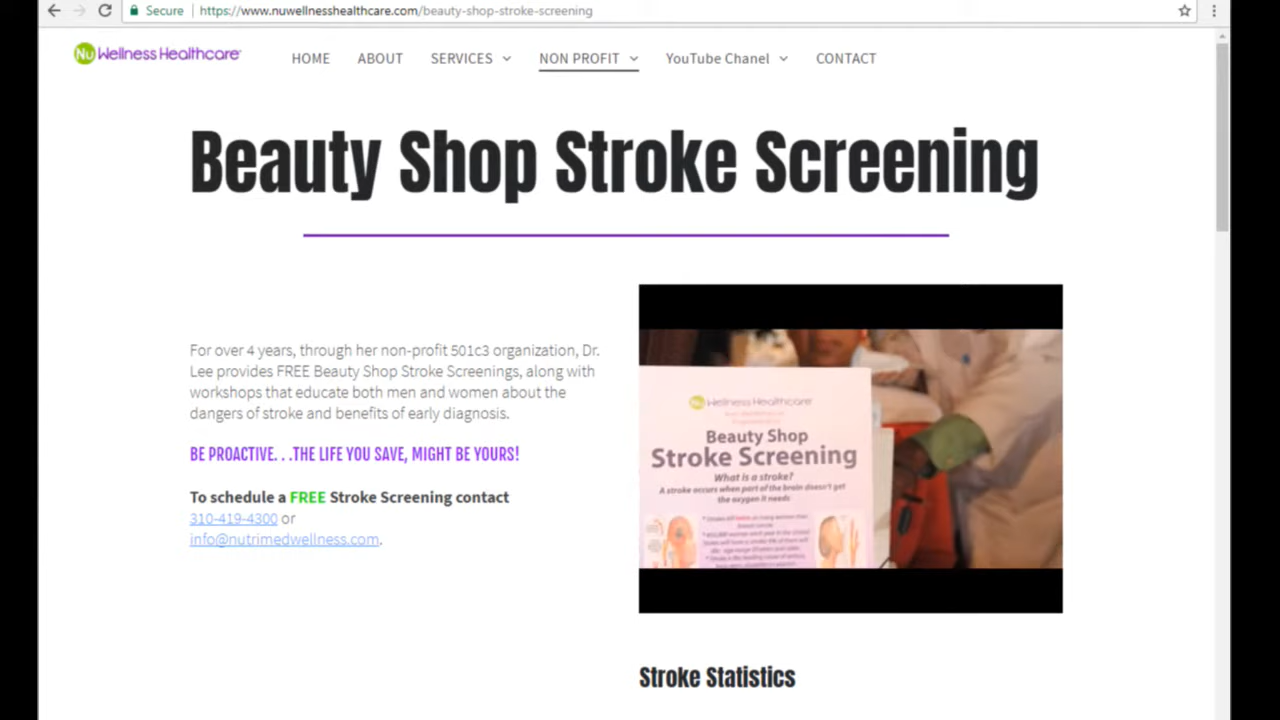 Secure https://www.nuwellnesshealthcare.com/beauty-shop-stroke-screening
Nu Wellness Healthcare
HOME ABOUT SERVICES NON PROFIT YouTube Chanel CONTACT
Beauty Shop Stroke Screening
For over 4 years, through her non-profit 501c3 organization, Dr.
Lee provides FREE Beauty Shop Stroke Screenings, along with
workshops that educate both men and women about the
dangers of stroke and benefits of early diagnosis.
BE PROACTIVE. . .THE LIFE YOU SAVE, MIGHT BE YOURS!
To schedule a FREE Stroke Screening contact
310-419-4300 or
info@nutrimedwellness.com.
Nu Wellness Healthcare
Beauty Shop
Stroke Screening
What is a stroke?
A stroke occurs when part of the brain doesn't get
the oxygen it needs
Stroke Statistics